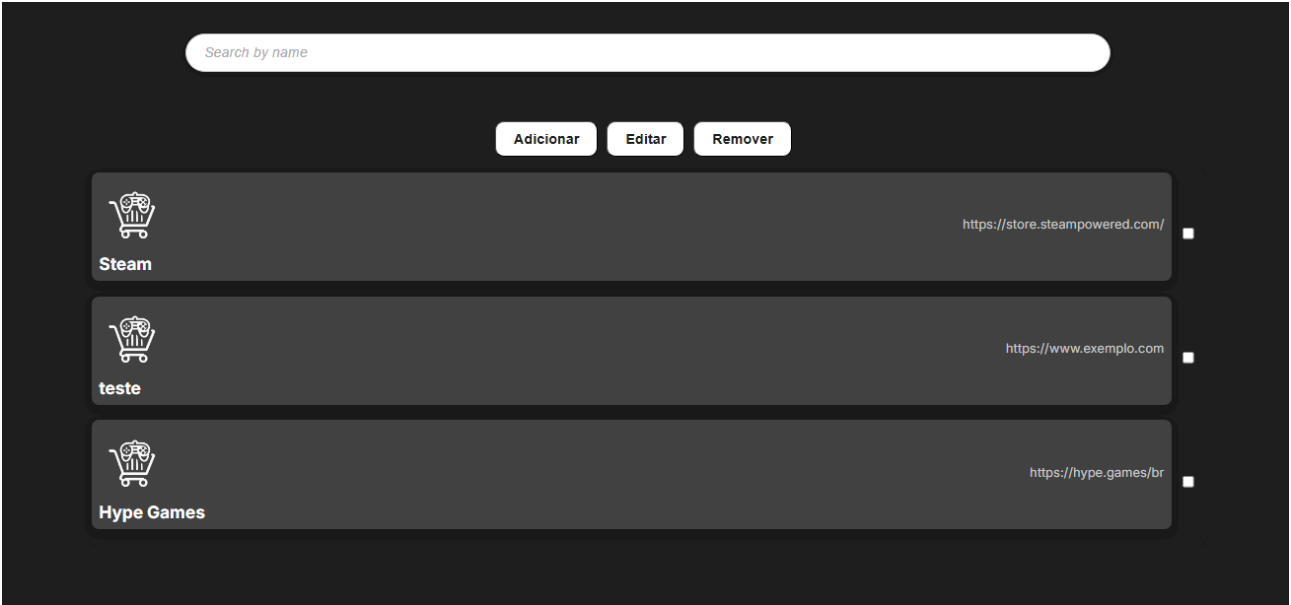 Search by name
Adicionar Editar Remover
https://store.steampowered.com/
Steam
https://www.exemplo.com
teste
https://hype.games/br
Hype Games